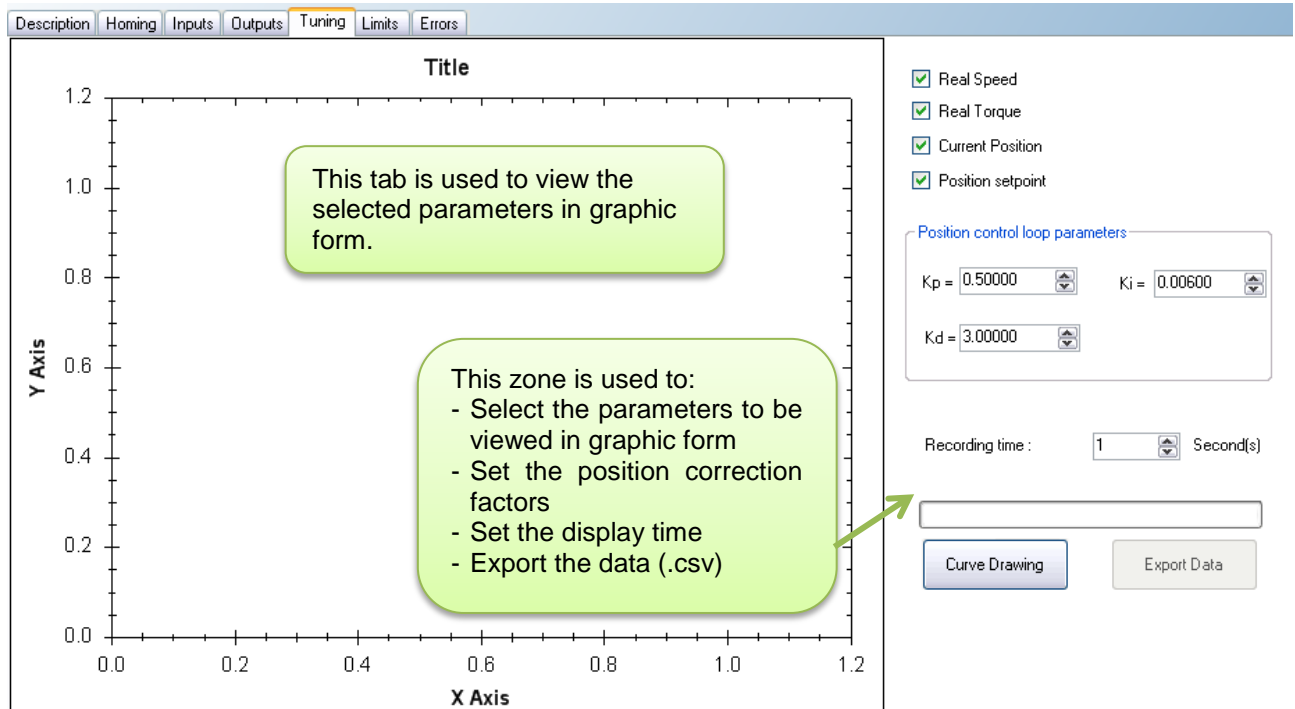 Description Homing Inputs Outputs Tuning Limits Errors
Title
1.2
1.0
0.8
0.6
0.4
0.2
0.0
Y Axis
0.0 0.2 0.4 0.6 0.8 1.0 1.2
X Axis
This tab is used to view the
selected parameters in graphic
form.
This zone is used to:
- Select the parameters to be
viewed in graphic form
- Set the position correction
factors
- Set the display time
- Export the data (.csv)
Real Speed
Real Torque
Current Position
Position setpoint
Position control loop parameters
Kp = 0.50000 Ki = 0.00600
Kd = 3.00000
Recording time : 1 Second(s)
Curve Drawing Export Data